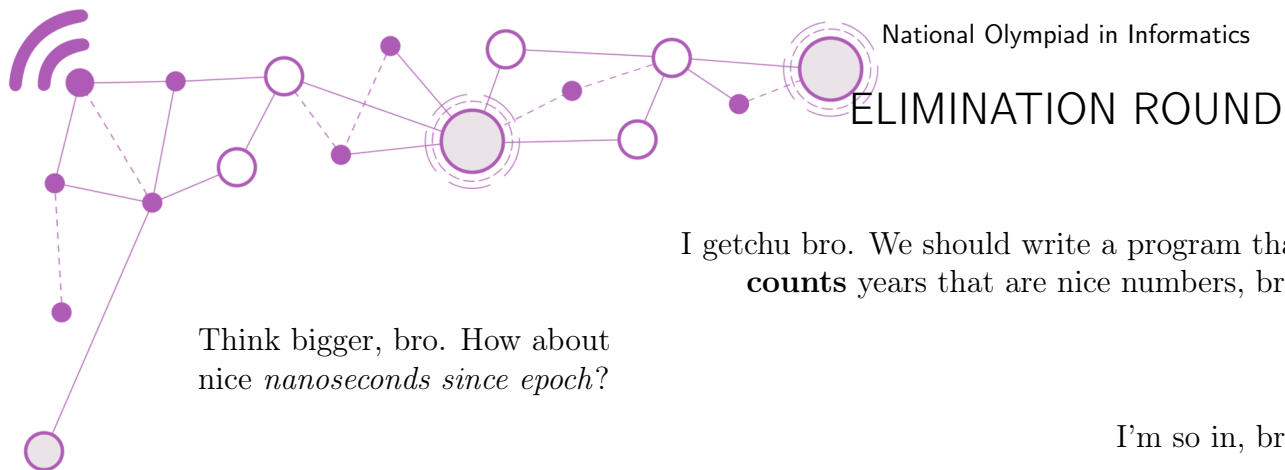 National Olympiad in Informatics
ELIMINATION ROUND
I getchu bro. We should write a program tha
counts years that are nice numbers, br
Think bigger, bro. How about
nice nanoseconds since epoch?
I'm so in, br